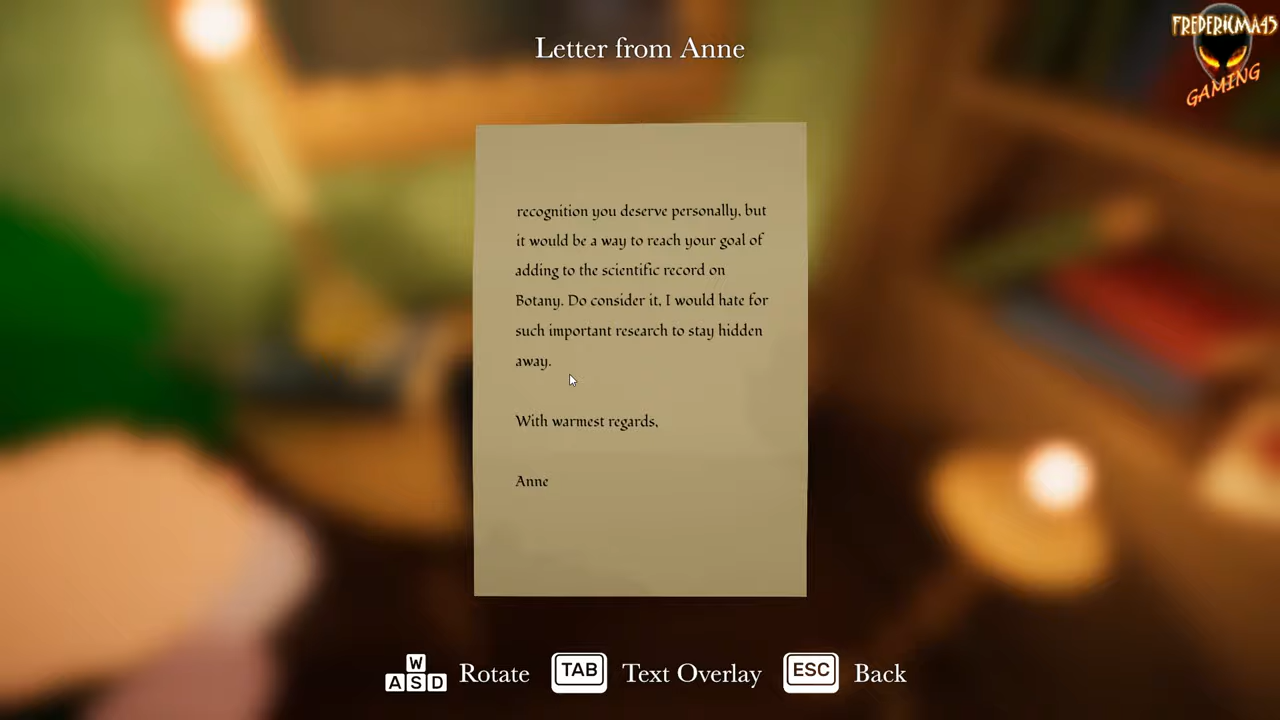 Letter from Anne
FREDERICMA45
GAMING
recognition you deserve personally, but
it would be a way to reach your goal of
adding to the scientific record on
Botany. Do consider it, I would hate for
such important research to stay hidden
away.
With warmest regards,
Anne
W
A S D
Rotate
TAB
Text Overlay
ESC
Back